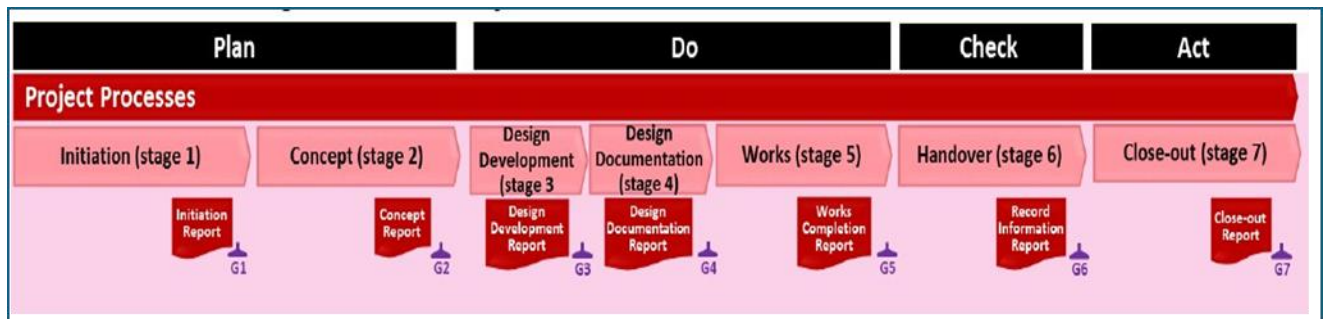 Plan
Do
Check
Act
Project Processes
Initiation (stage 1)
Concept (stage 2)
Design
Development
(stage 3
Design
Documentation
(stage 4)
Works (stage 5)
Handover (stage 6)
Close-out (stage 7)
Initiation
Report
G1
Concept
Report
G2
Design
Development
Report
G3
Design
Documentation
Report
G4
Works
Completion
Report
G5
Record
Information
Report
G6
Close-out
Report
G7